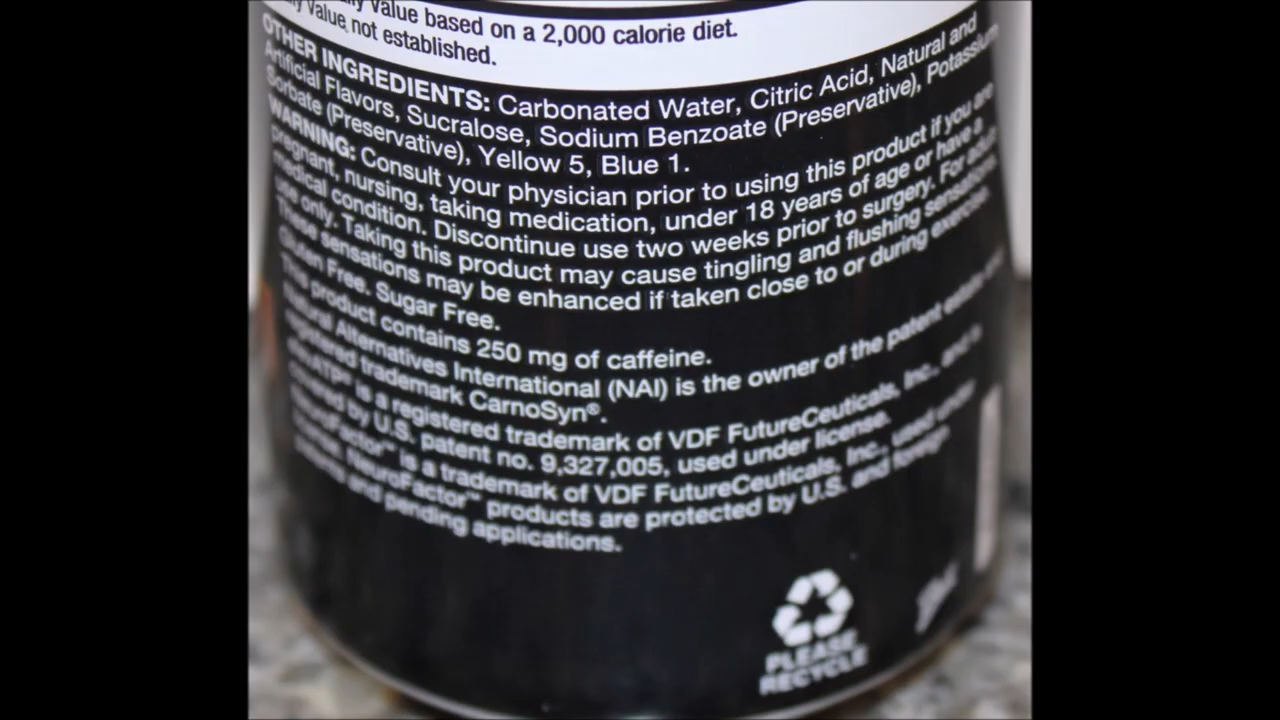 Value based on a 2,000 calorie diet.
Value not established.
OTHER INGREDIENTS: Carbonated Water, Citric Acid, Natural and
Artificial Flavors, Sucralose, Sodium Benzoate (Preservative), Potassium
Sorbate (Preservative), Yellow 5, Blue 1.
WARNING: Consult your physician prior to using this product if you are
pregnant, nursing, taking medication, under 18 years of age or have a
medical condition. Discontinue use two weeks prior to surgery. For adult
use only. Taking this product may cause tingling and flushing sensations.
These sensations may be enhanced if taken close to or during exercise.
Gluten Free. Sugar Free.
This product contains 250 mg of caffeine.
Natural Alternatives International (NAI) is the owner of the patent
registered trademark CarnoSyn®.
is a registered trademark of VDF FutureCeuticals, Inc., and is
by U.S. patent no. 9,327,005, used under license.
NeuroFactor™ is a trademark of VDF FutureCeuticals, Inc., used under
NeuroFactor™ products are protected by U.S. and foreign
and pending applications.
PLEASE
RECYCLE